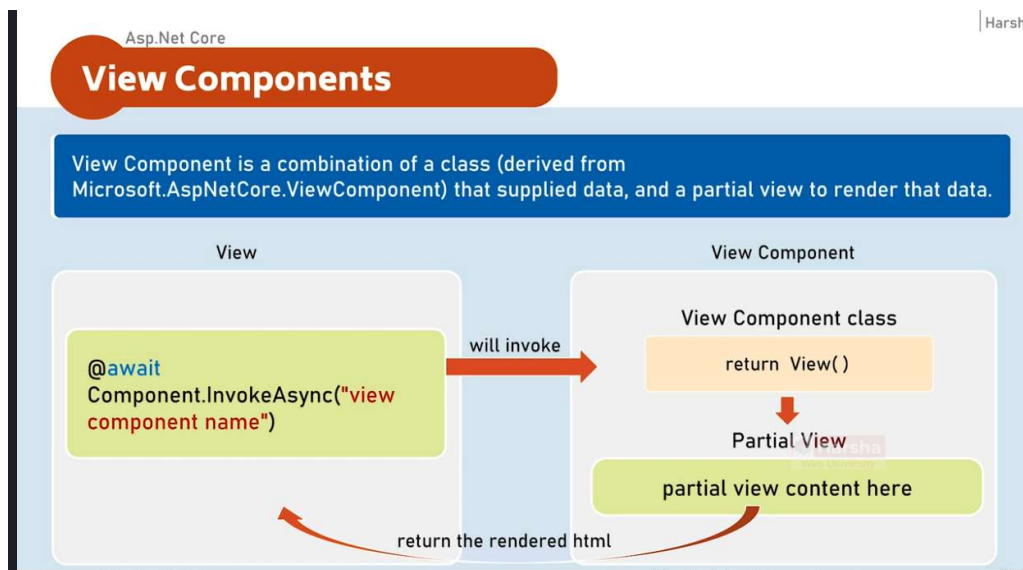 Asp.Net Core
Harsh
View Components
View Component is a combination of a class (derived from
Microsoft.AspNetCore.ViewComponent) that supplied data, and a partial view to render that data.
View
@await
Component.InvokeAsync("view
component name")
will invoke
View Component
View Component class
return View()
Partial View
Harsha
partial view content here
return the rendered html